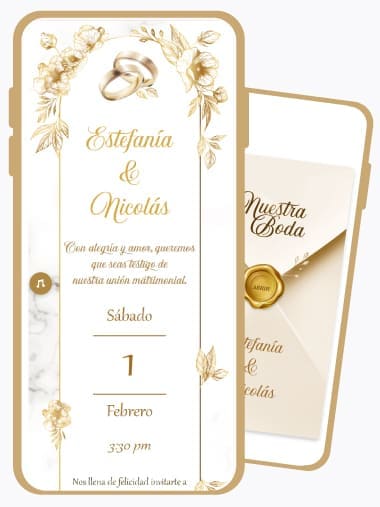 Estefanía
&
Nicolás
Con alegría y amor, queremos
que seas testigo de
nuestra unión matrimonial.
Sábado
1
Febrero
3:30 pm
Nos llena de felicidad invitarte a
Nuestra
Boda
ABRIR
Estefanía
&
Nicolás